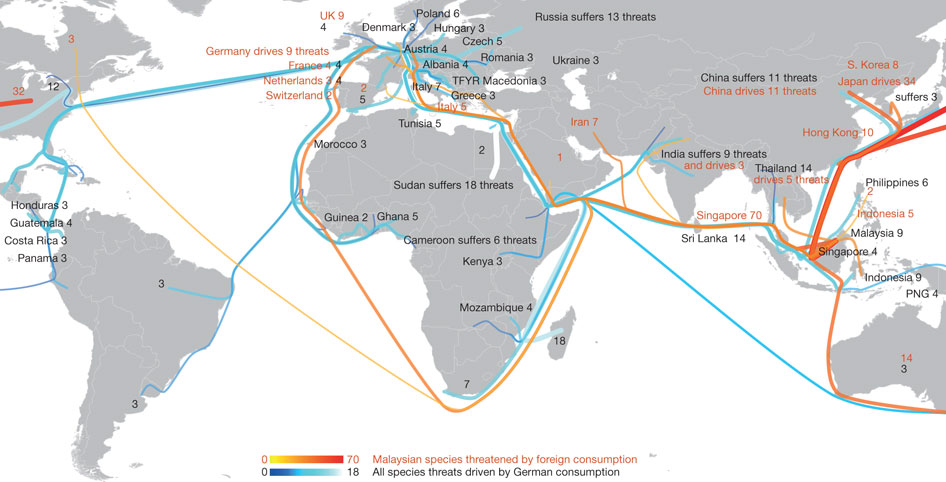 UK 9
4
Poland 6
Denmark 3
Hungary 3
Russia suffers 13 threats
3
Germany drives 9 threats
Austria 4
Czech 5
Romania 3
Ukraine 3
France 4 4
Albania 4
S. Korea 8
Netherlands 3 4
TFYR Macedonia 3
China suffers 11 threats
Japan drives 34
32
12
Switzerland 2
2
5
Italy 7
Greece 3
China drives 11 threats
suffers 3
Italy 5
Tunisia 5
Iran 7
Hong Kong 10
Morocco 3
2
1
India suffers 9 threats
and drives 3
Thailand 14
drives 5 threats
Sudan suffers 18 threats
Philippines 6
2
Honduras 3
Guatemala 4
Guinea 2
Ghana 5
Singapore 70
Indonesia 5
Costa Rica 3
Cameroon suffers 6 threats
Sri Lanka 14
Malaysia 9
Panama 3
Kenya 3
Singapore 4
3
Indonesia 9
PNG 4
Mozambique 4
18
14
3
7
3
0 70 Malaysian species threatened by foreign consumption
0 18 All species threats driven by German consumption